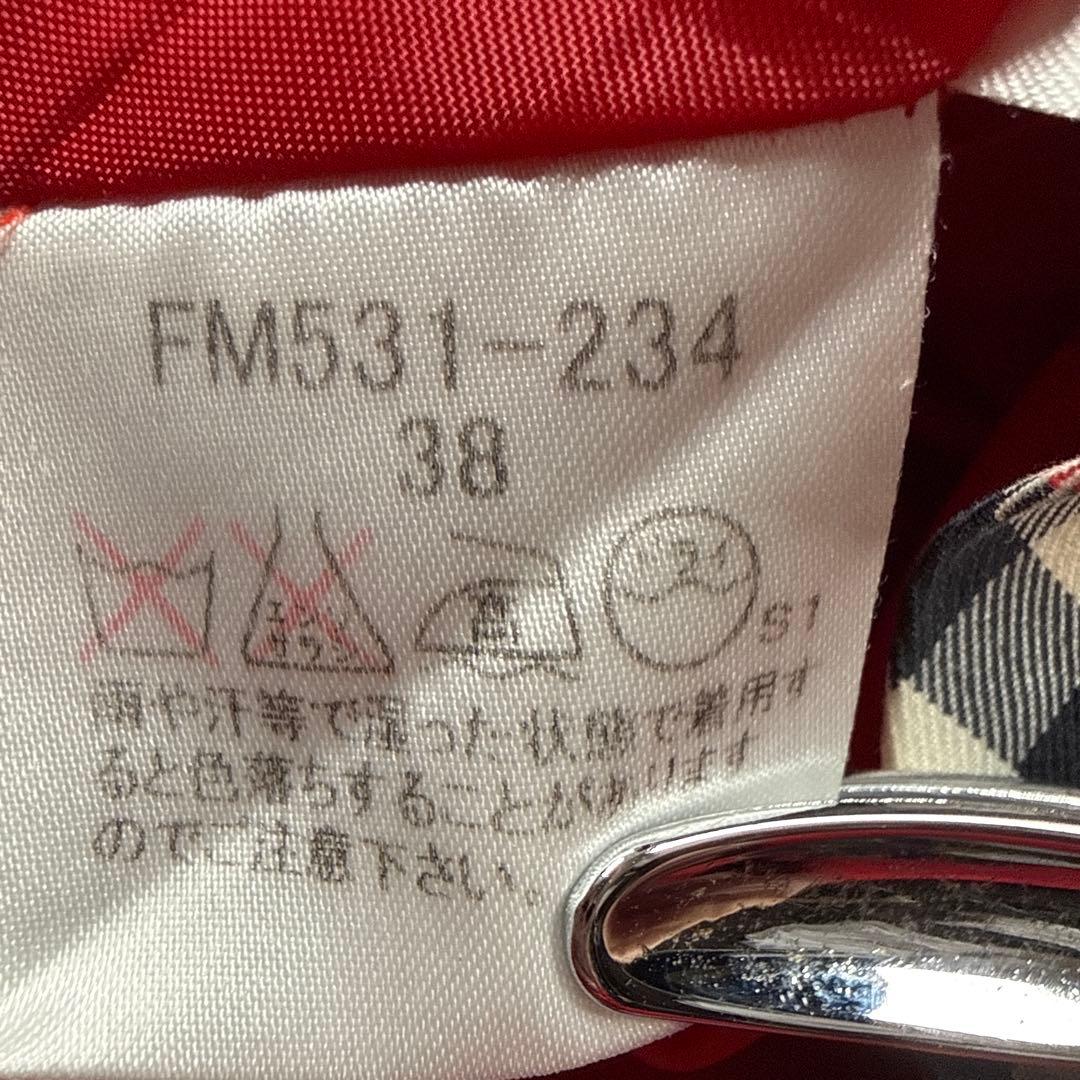 FM531-234
38
エンソ
サラシ
高
ドライ
S1
雨や汗等で湿った状態で着用す
ると色落ちすることがあります
のでご注意下さい。